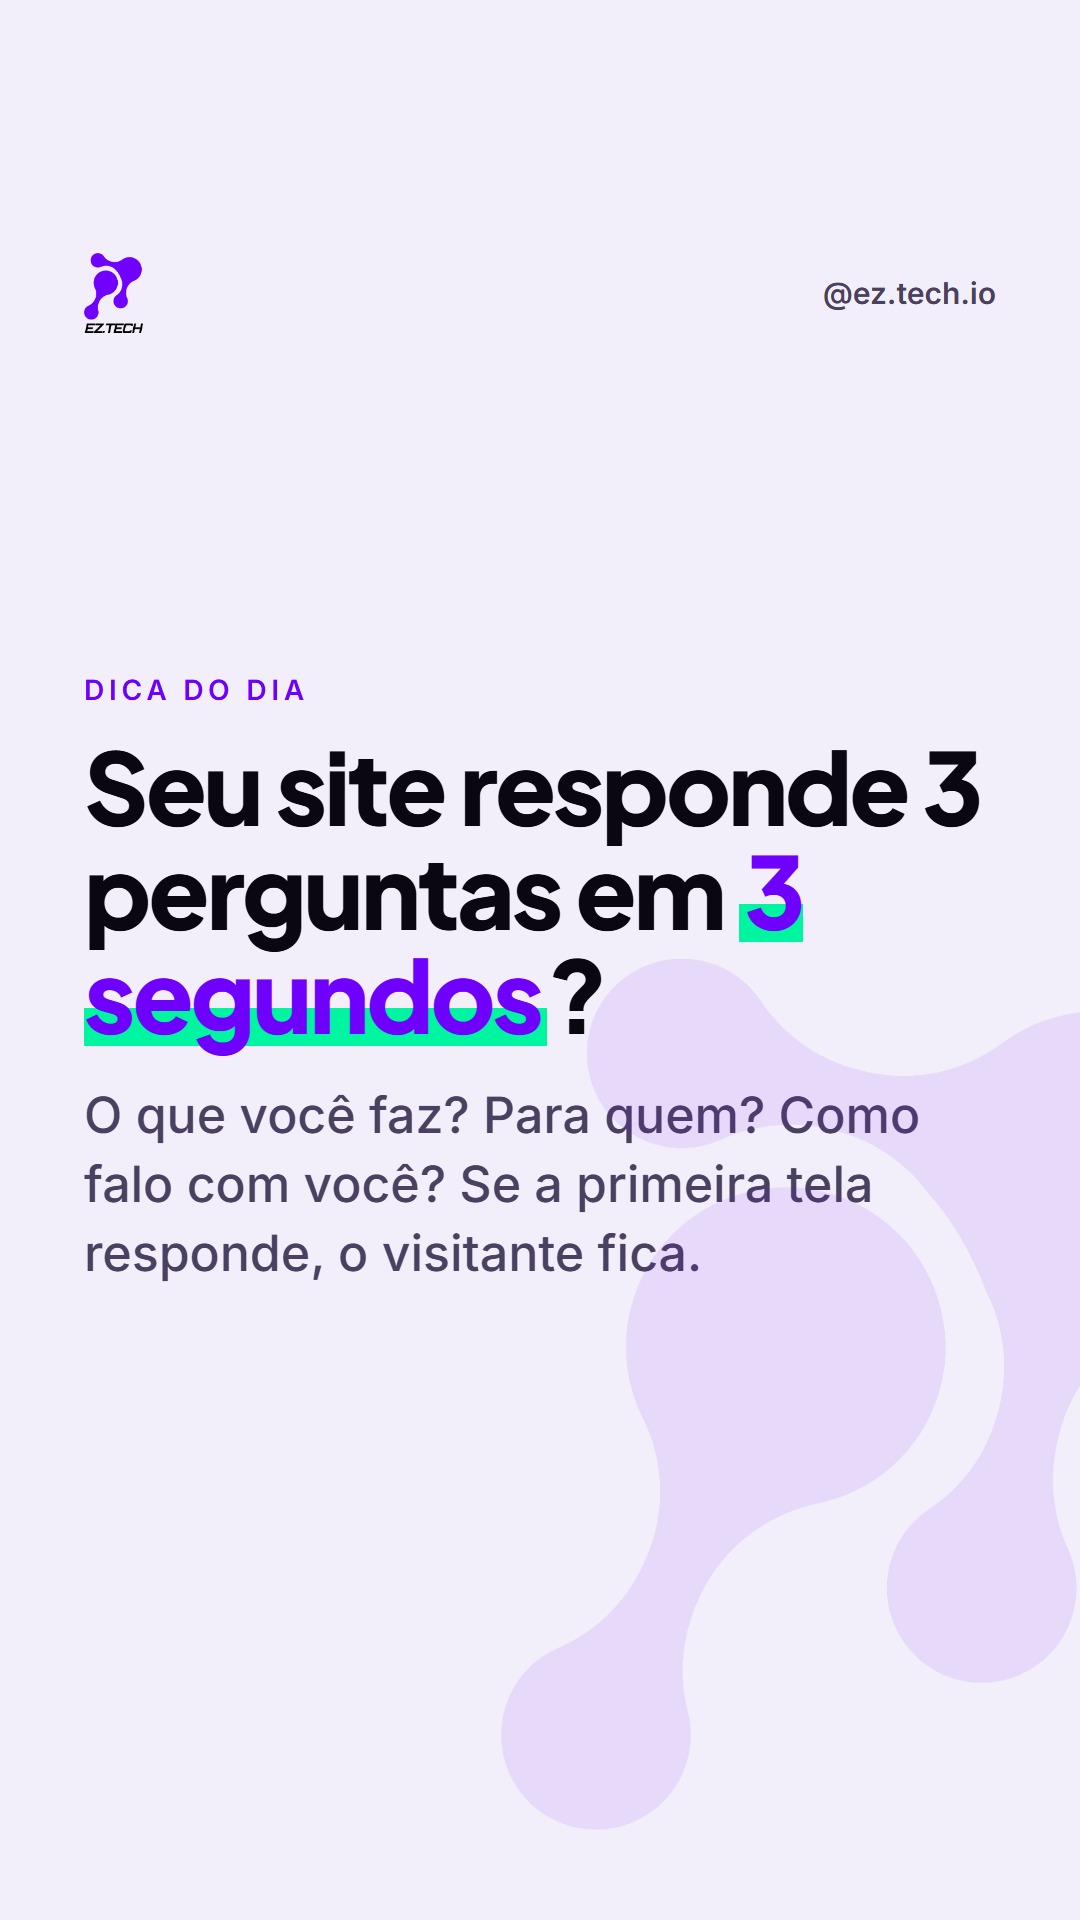 EZ.TECH
@ez.tech.io
DICA DO DIA
Seu site responde 3
perguntas em 3
segundos?
O que você faz? Para quem? Como
falo com você? Se a primeira tela
responde, o visitante fica.